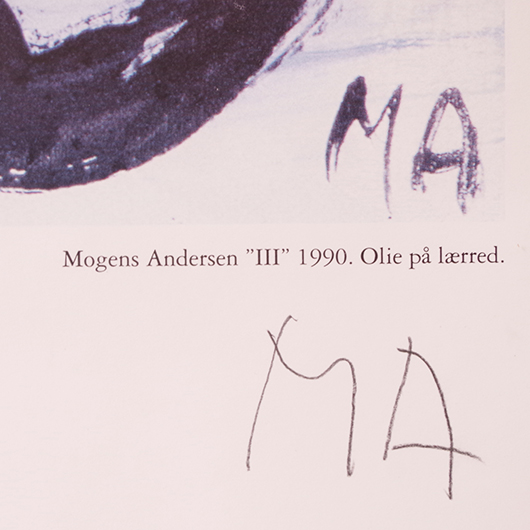 MA
Mogens Andersen ”III” 1990. Olie på lærred.
MA